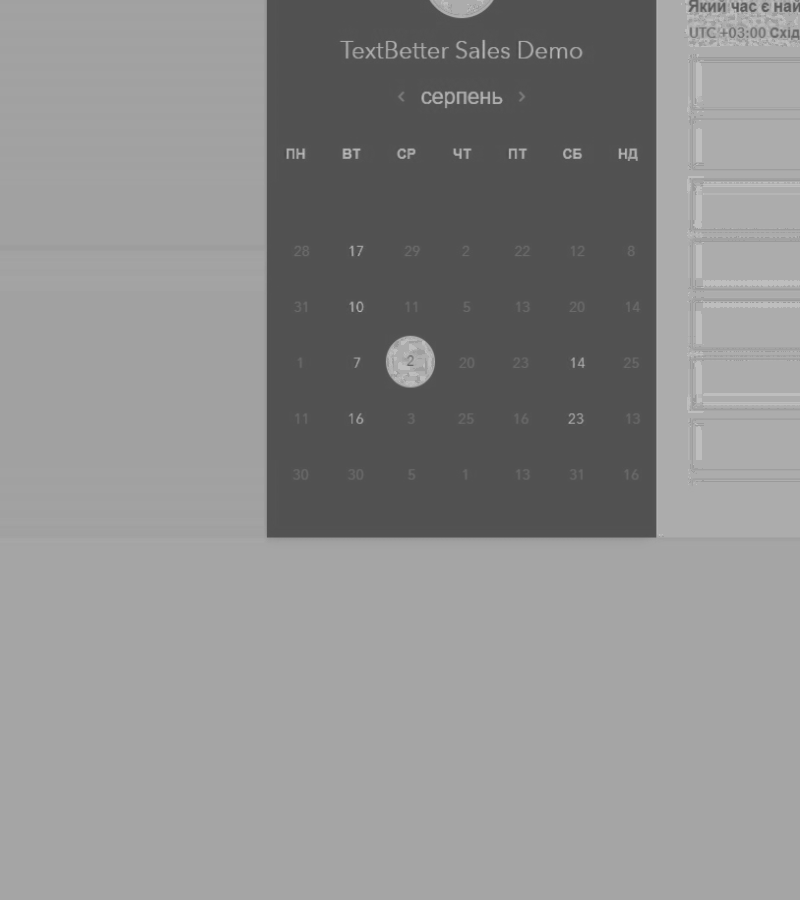 TextBetter Sales Demo
‹ серпень ›
ПН ВТ СР ЧТ ПТ СБ НД
28 17 29 2 22 12 8
31 10 11 5 13 20 14
1 7 2 20 23 14 25
11 16 3 25 16 23 13
30 30 5 1 13 31 16
Який час є най
UTC +03:00 Схід